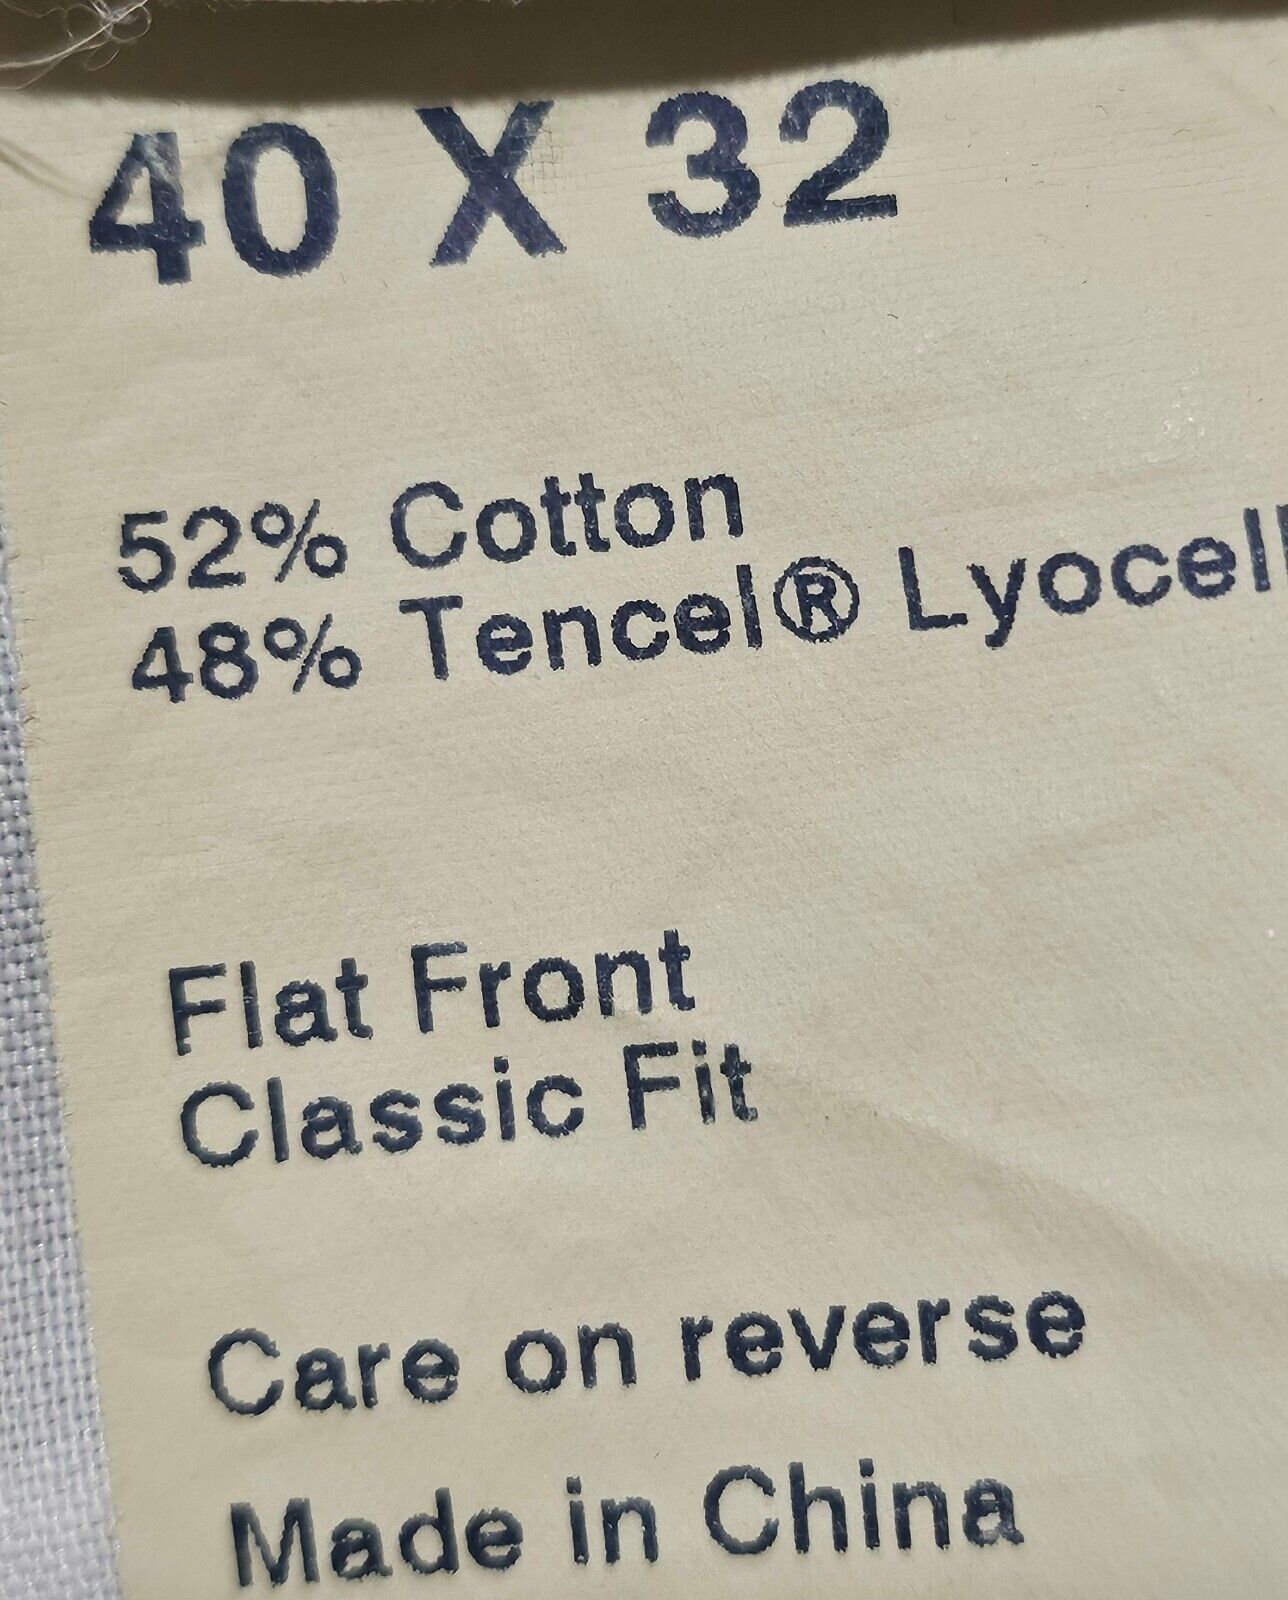 40 X 32
52% Cotton
48% Tencel® Lyocell
Flat Front
Classic Fit
Care on reverse
Made in China